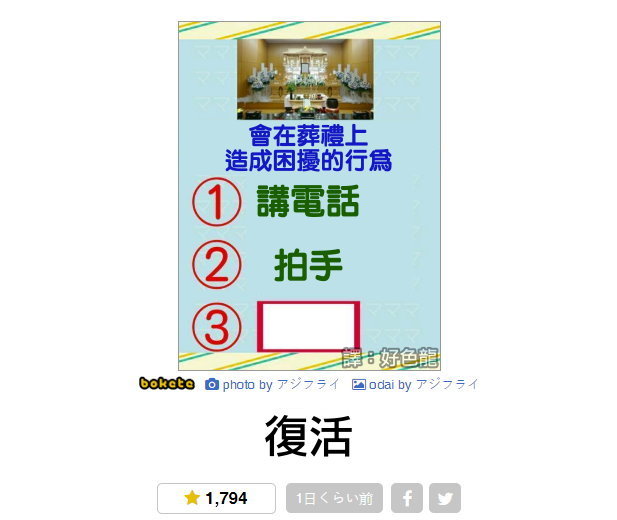 會在葬禮上
造成困擾的行為
① 講電話
② 拍手
③
譯：好色龍
bokete photo by アジフライ odai by アジフライ
復活
1,794 1日くらい前